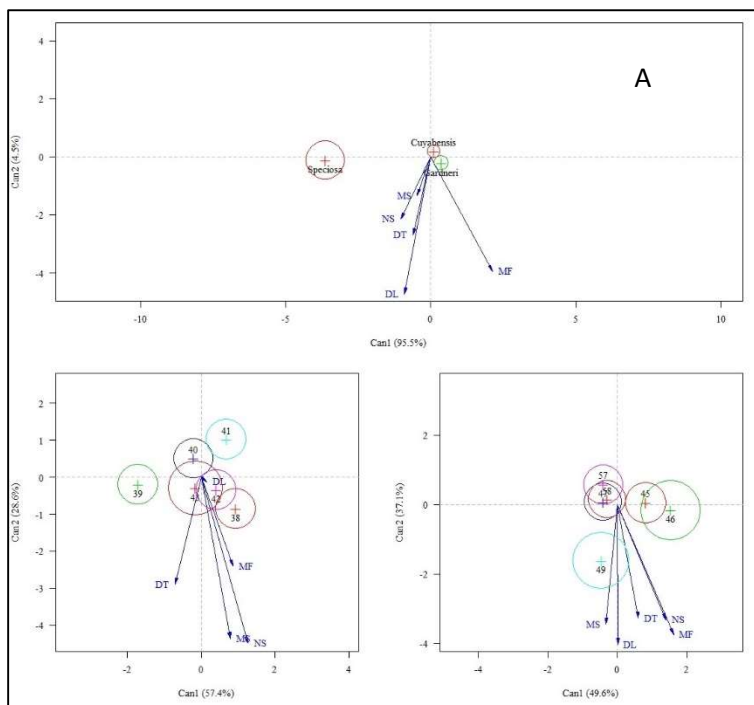 A
4
2
0
-2
-4
Can2 (4.5%)
Cuyabensis
Speciosa
Gardneri
MS
NS
DT
MF
DL
-10
-5
0
5
10
Can1 (95.5%)
2
1
0
-1
-2
-3
-4
Can2 (28.6%)
41
40
39
DL
42
38
MF
DT
MS
NS
-2
0
2
4
Can1 (57.4%)
2
0
-2
-4
Can2 (37.1%)
57
58
47
45
46
49
MS
DT
NS
MF
DL
-4
-2
0
2
Can1 (49.6%)